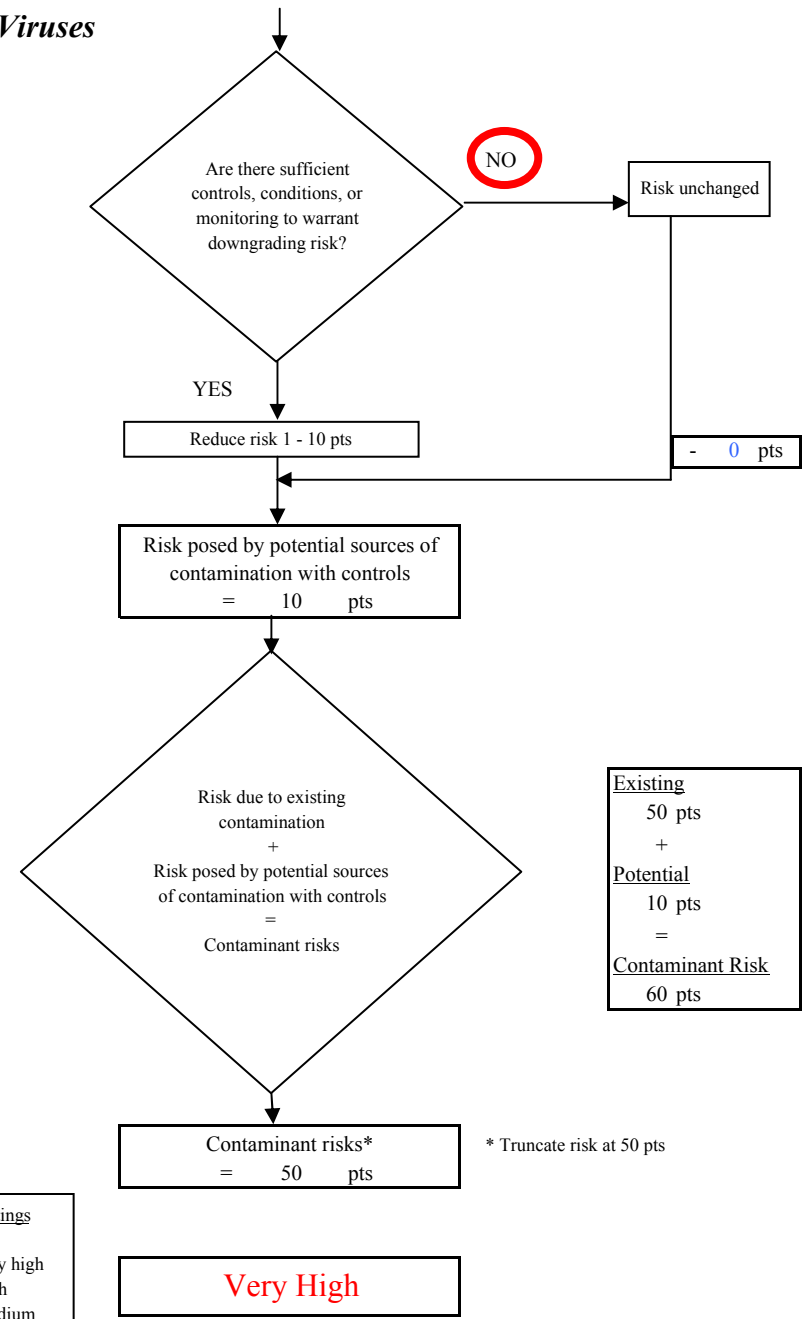 Viruses
Are there sufficient
controls, conditions, or
monitoring to warrant
downgrading risk?
NO
Risk unchanged
YES
Reduce risk 1 - 10 pts
- 0 pts
Risk posed by potential sources of
contamination with controls
= 10 pts
Risk due to existing
contamination
+
Risk posed by potential sources
of contamination with controls
=
Contaminant risks
Existing
50 pts
+
Potential
10 pts
=
Contaminant Risk
60 pts
Contaminant risks*
= 50 pts
* Truncate risk at 50 pts
high
Very High